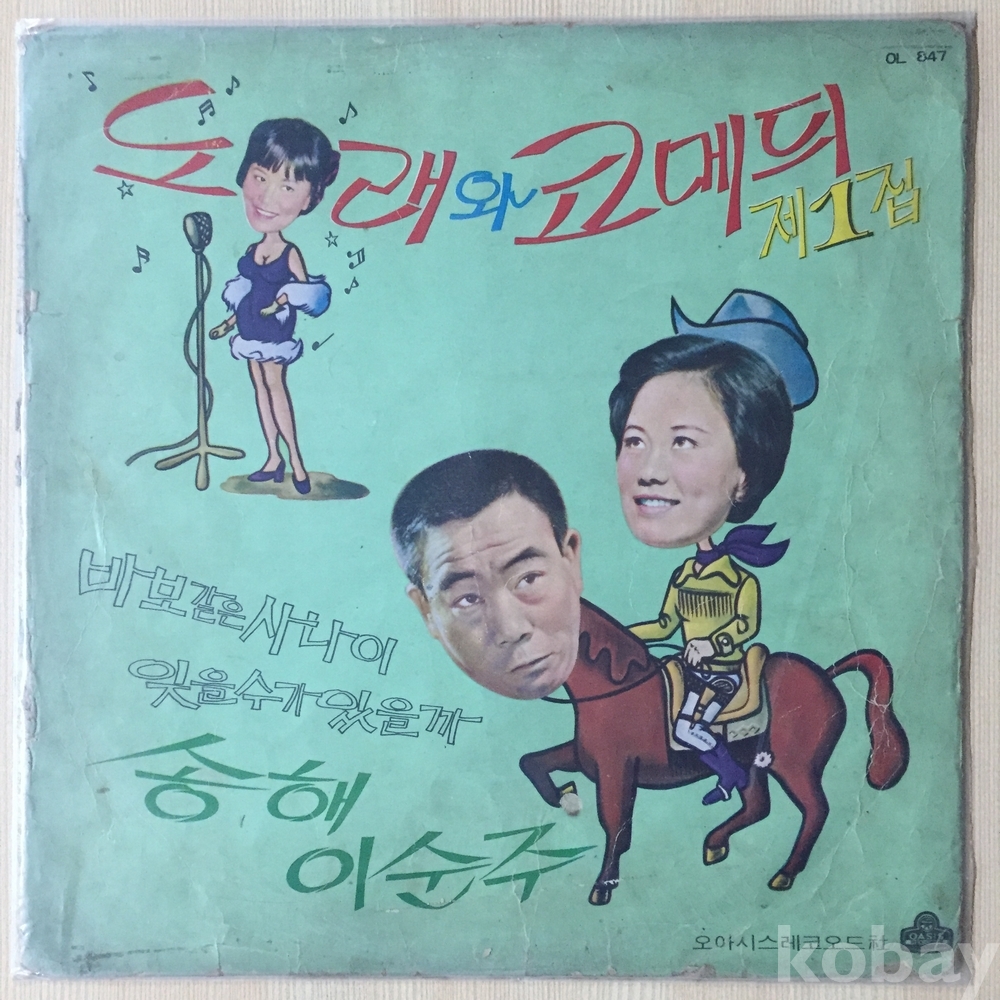 OL 847
노래와 코메듸
제1집
바보같은 사나이
잊을수가 있을까
송해
이순주
오아시스레코오드社
OASIS
kobay